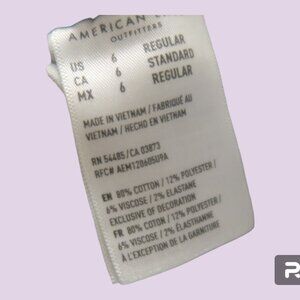 AMERICAN
OUTFITTERS
US 6 REGULAR
CA 6 STANDARD
MX 6 REGULAR
MADE IN VIETNAM / FABRIQUÉ AU
VIETNAM / HECHO EN VIETNAM
RN 54485/CA 03873
RFC# AEM120605U9A
EN 80% COTTON / 12% POLYESTER /
6% VISCOSE / 2% ELASTANE
EXCLUSIVE OF DECORATION
FR 80% COTON / 12% POLYESTER /
6% VISCOSE / 2% ÉLASTHANNE
À L'EXCEPTION DE LA GARNITURE